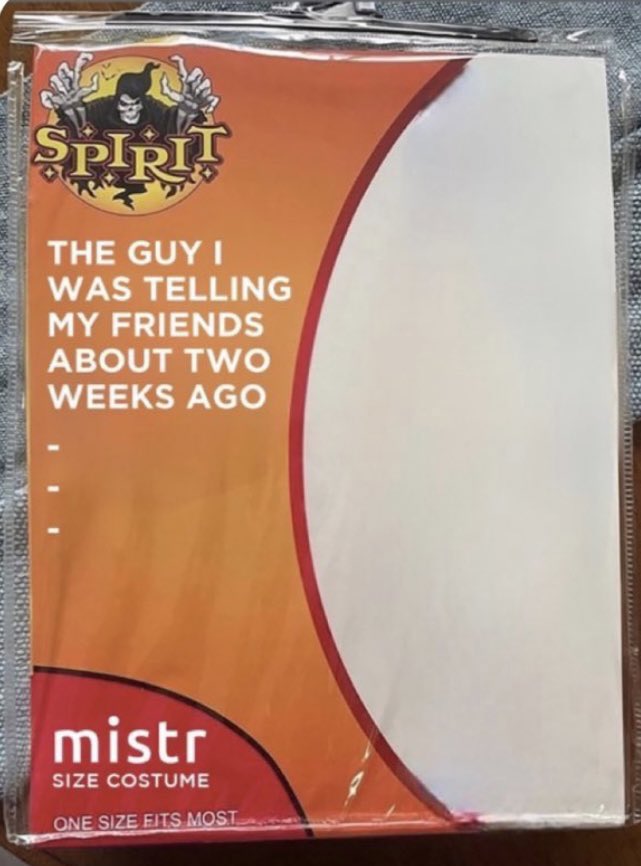 SPIRIT
THE GUY I
WAS TELLING
MY FRIENDS
ABOUT TWO
WEEKS AGO
-
-
-
mistr
SIZE COSTUME
ONE SIZE FITS MOST